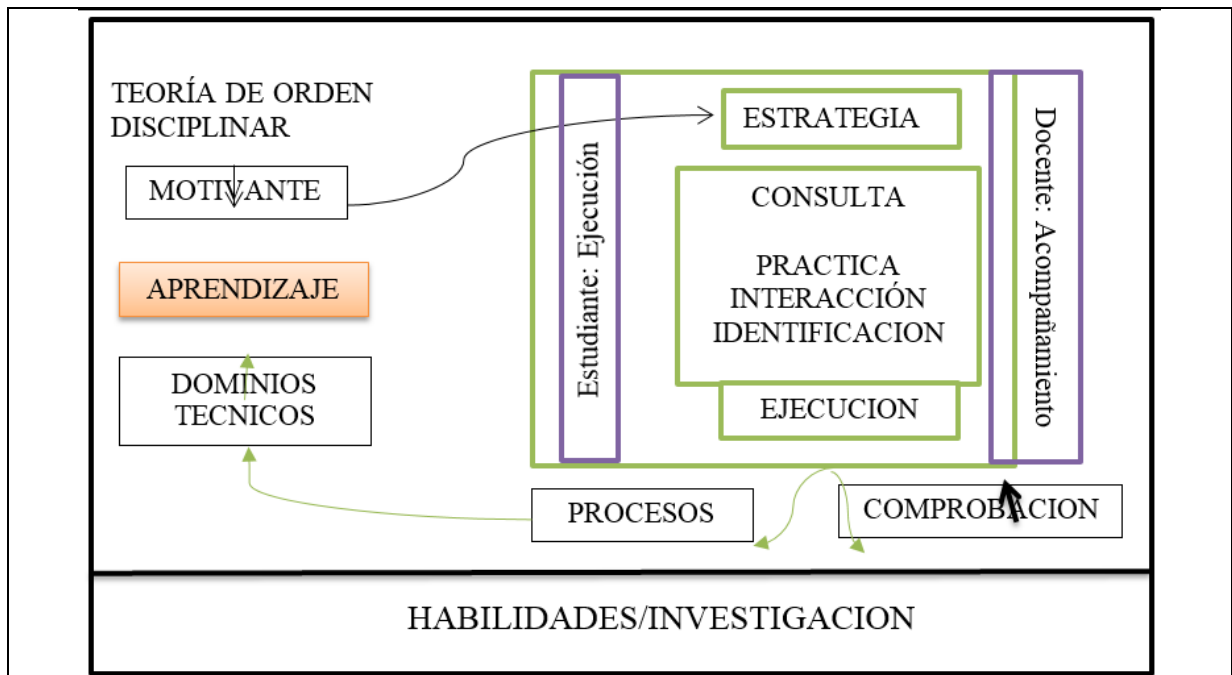 TEORÍA DE ORDEN
DISCIPLINAR
MOTIVANTE
APRENDIZAJE
DOMINIOS
TECNICOS
Estudiante: Ejecución
ESTRATEGIA
CONSULTA
PRACTICA
INTERACCIÓN
IDENTIFICACION
EJECUCION
Docente: Acompañamiento
PROCESOS
COMPROBACION
HABILIDADES/INVESTIGACION